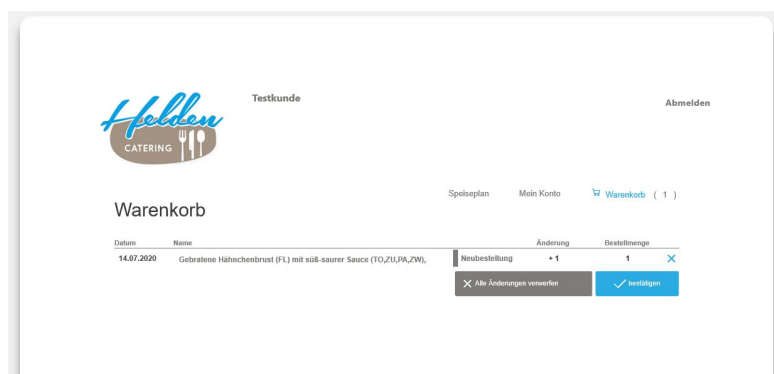 Testkunde
Abmelden
Helden
CATERING
Speiseplan Mein Konto Warenkorb ( 1 )
Warenkorb
Datum Name Änderung Bestellmenge
14.07.2020 Gebratene Hähnchenbrust (FL) mit süß-saurer Sauce (TO,ZU,PA,ZW), Neubestellung + 1 1
Alle Änderungen verwerfen bestätigen